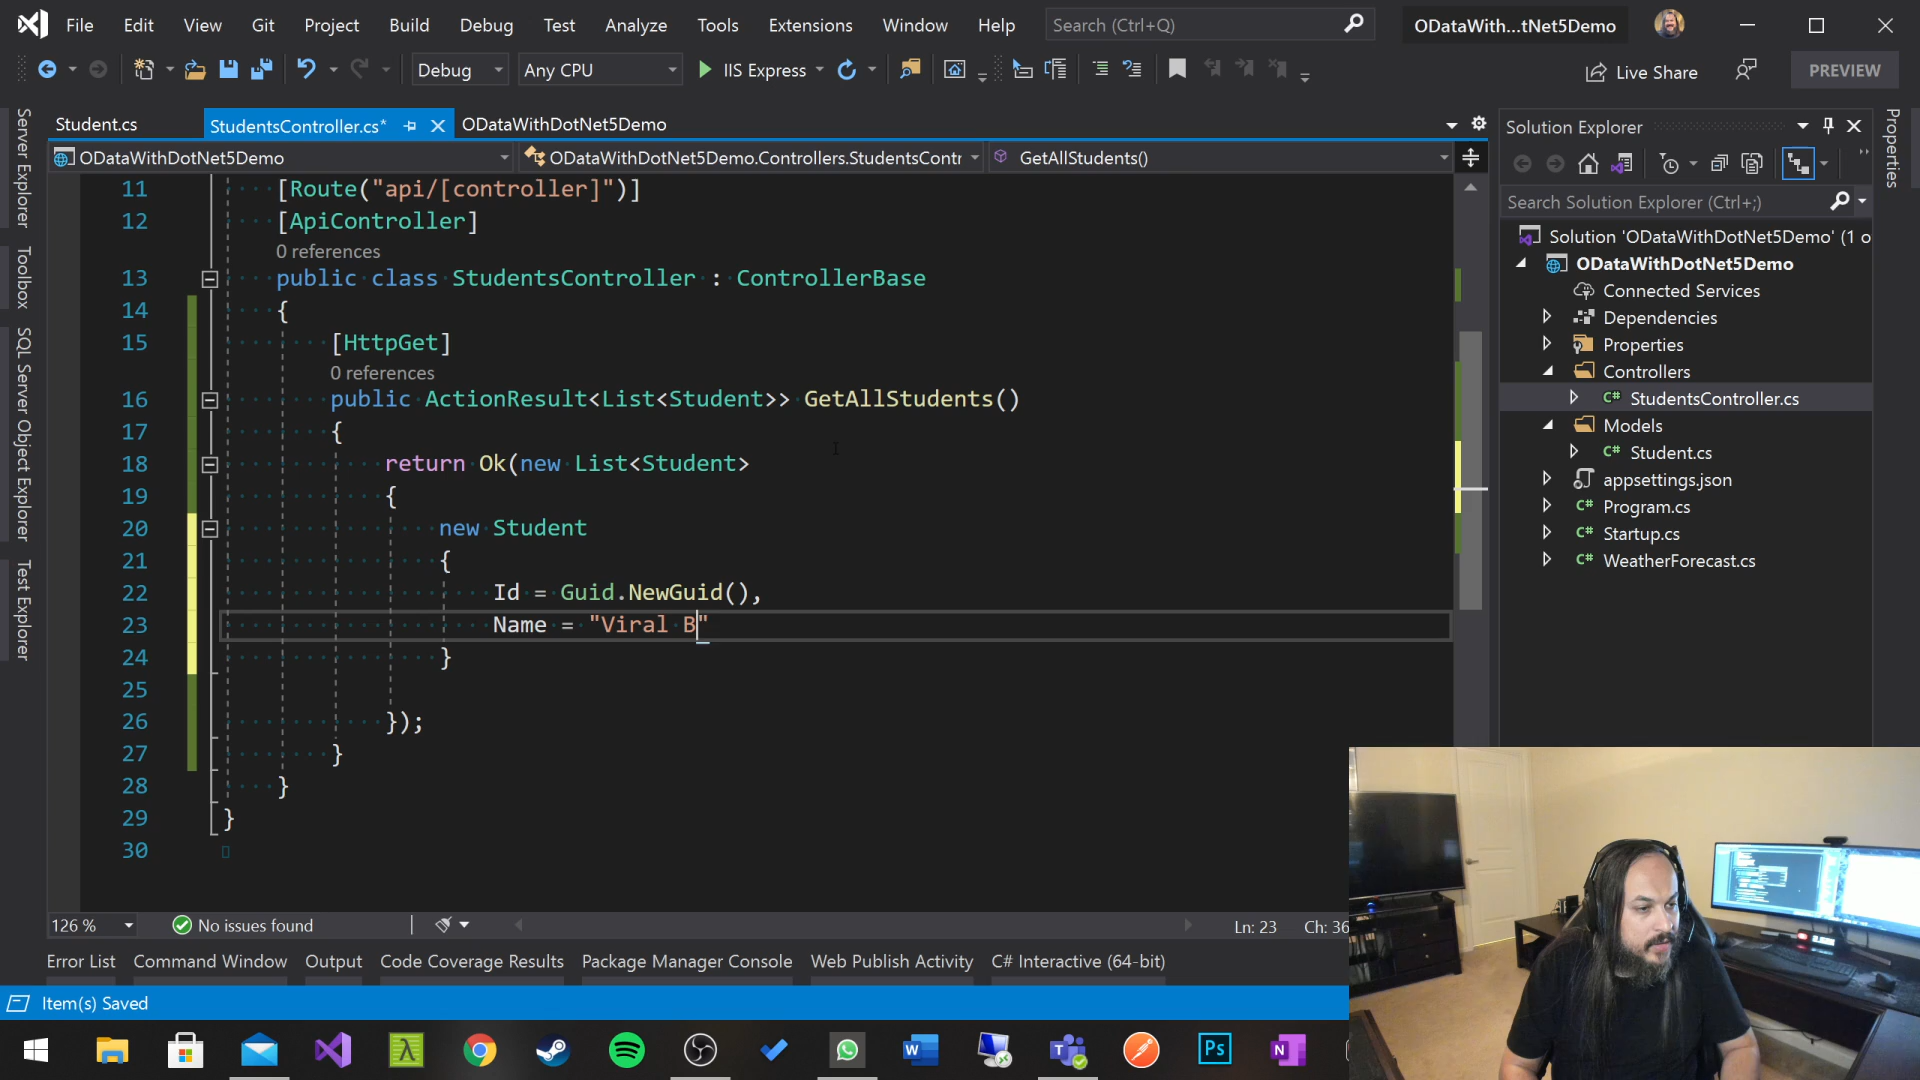 File Edit View Git Project Build Debug Test Analyze Tools Extensions Window Help Search (Ctrl+Q) ODataWith...tNet5Demo
Debug Any CPU IIS Express Live Share PREVIEW
Server Explorer
Toolbox
SQL Server Object Explorer
Test Explorer
Student.cs StudentsController.cs* ODataWithDotNet5Demo
ODataWithDotNet5Demo ODataWithDotNet5Demo.Controllers.StudentsContr GetAllStudents()
11 [Route("api/[controller]")]
12 [ApiController]
0 references
13 public class StudentsController : ControllerBase
14 {
15 [HttpGet]
0 references
16 public ActionResult<List<Student>> GetAllStudents()
17 {
18 return Ok(new List<Student>
19 {
20 new Student
21 {
22 Id = Guid.NewGuid(),
23 Name = "Viral B"
24 }
25
26 });
27 }
28 }
29 }
30
126 % No issues found Ln: 23 Ch: 36
Error List Command Window Output Code Coverage Results Package Manager Console Web Publish Activity C# Interactive (64-bit)
Item(s) Saved
Solution Explorer
Search Solution Explorer (Ctrl+;)
Solution 'ODataWithDotNet5Demo' (1 o
ODataWithDotNet5Demo
Connected Services
Dependencies
Properties
Controllers
C# StudentsController.cs
Models
C# Student.cs
appsettings.json
C# Program.cs
C# Startup.cs
C# WeatherForecast.cs
Properties
W T Ps N